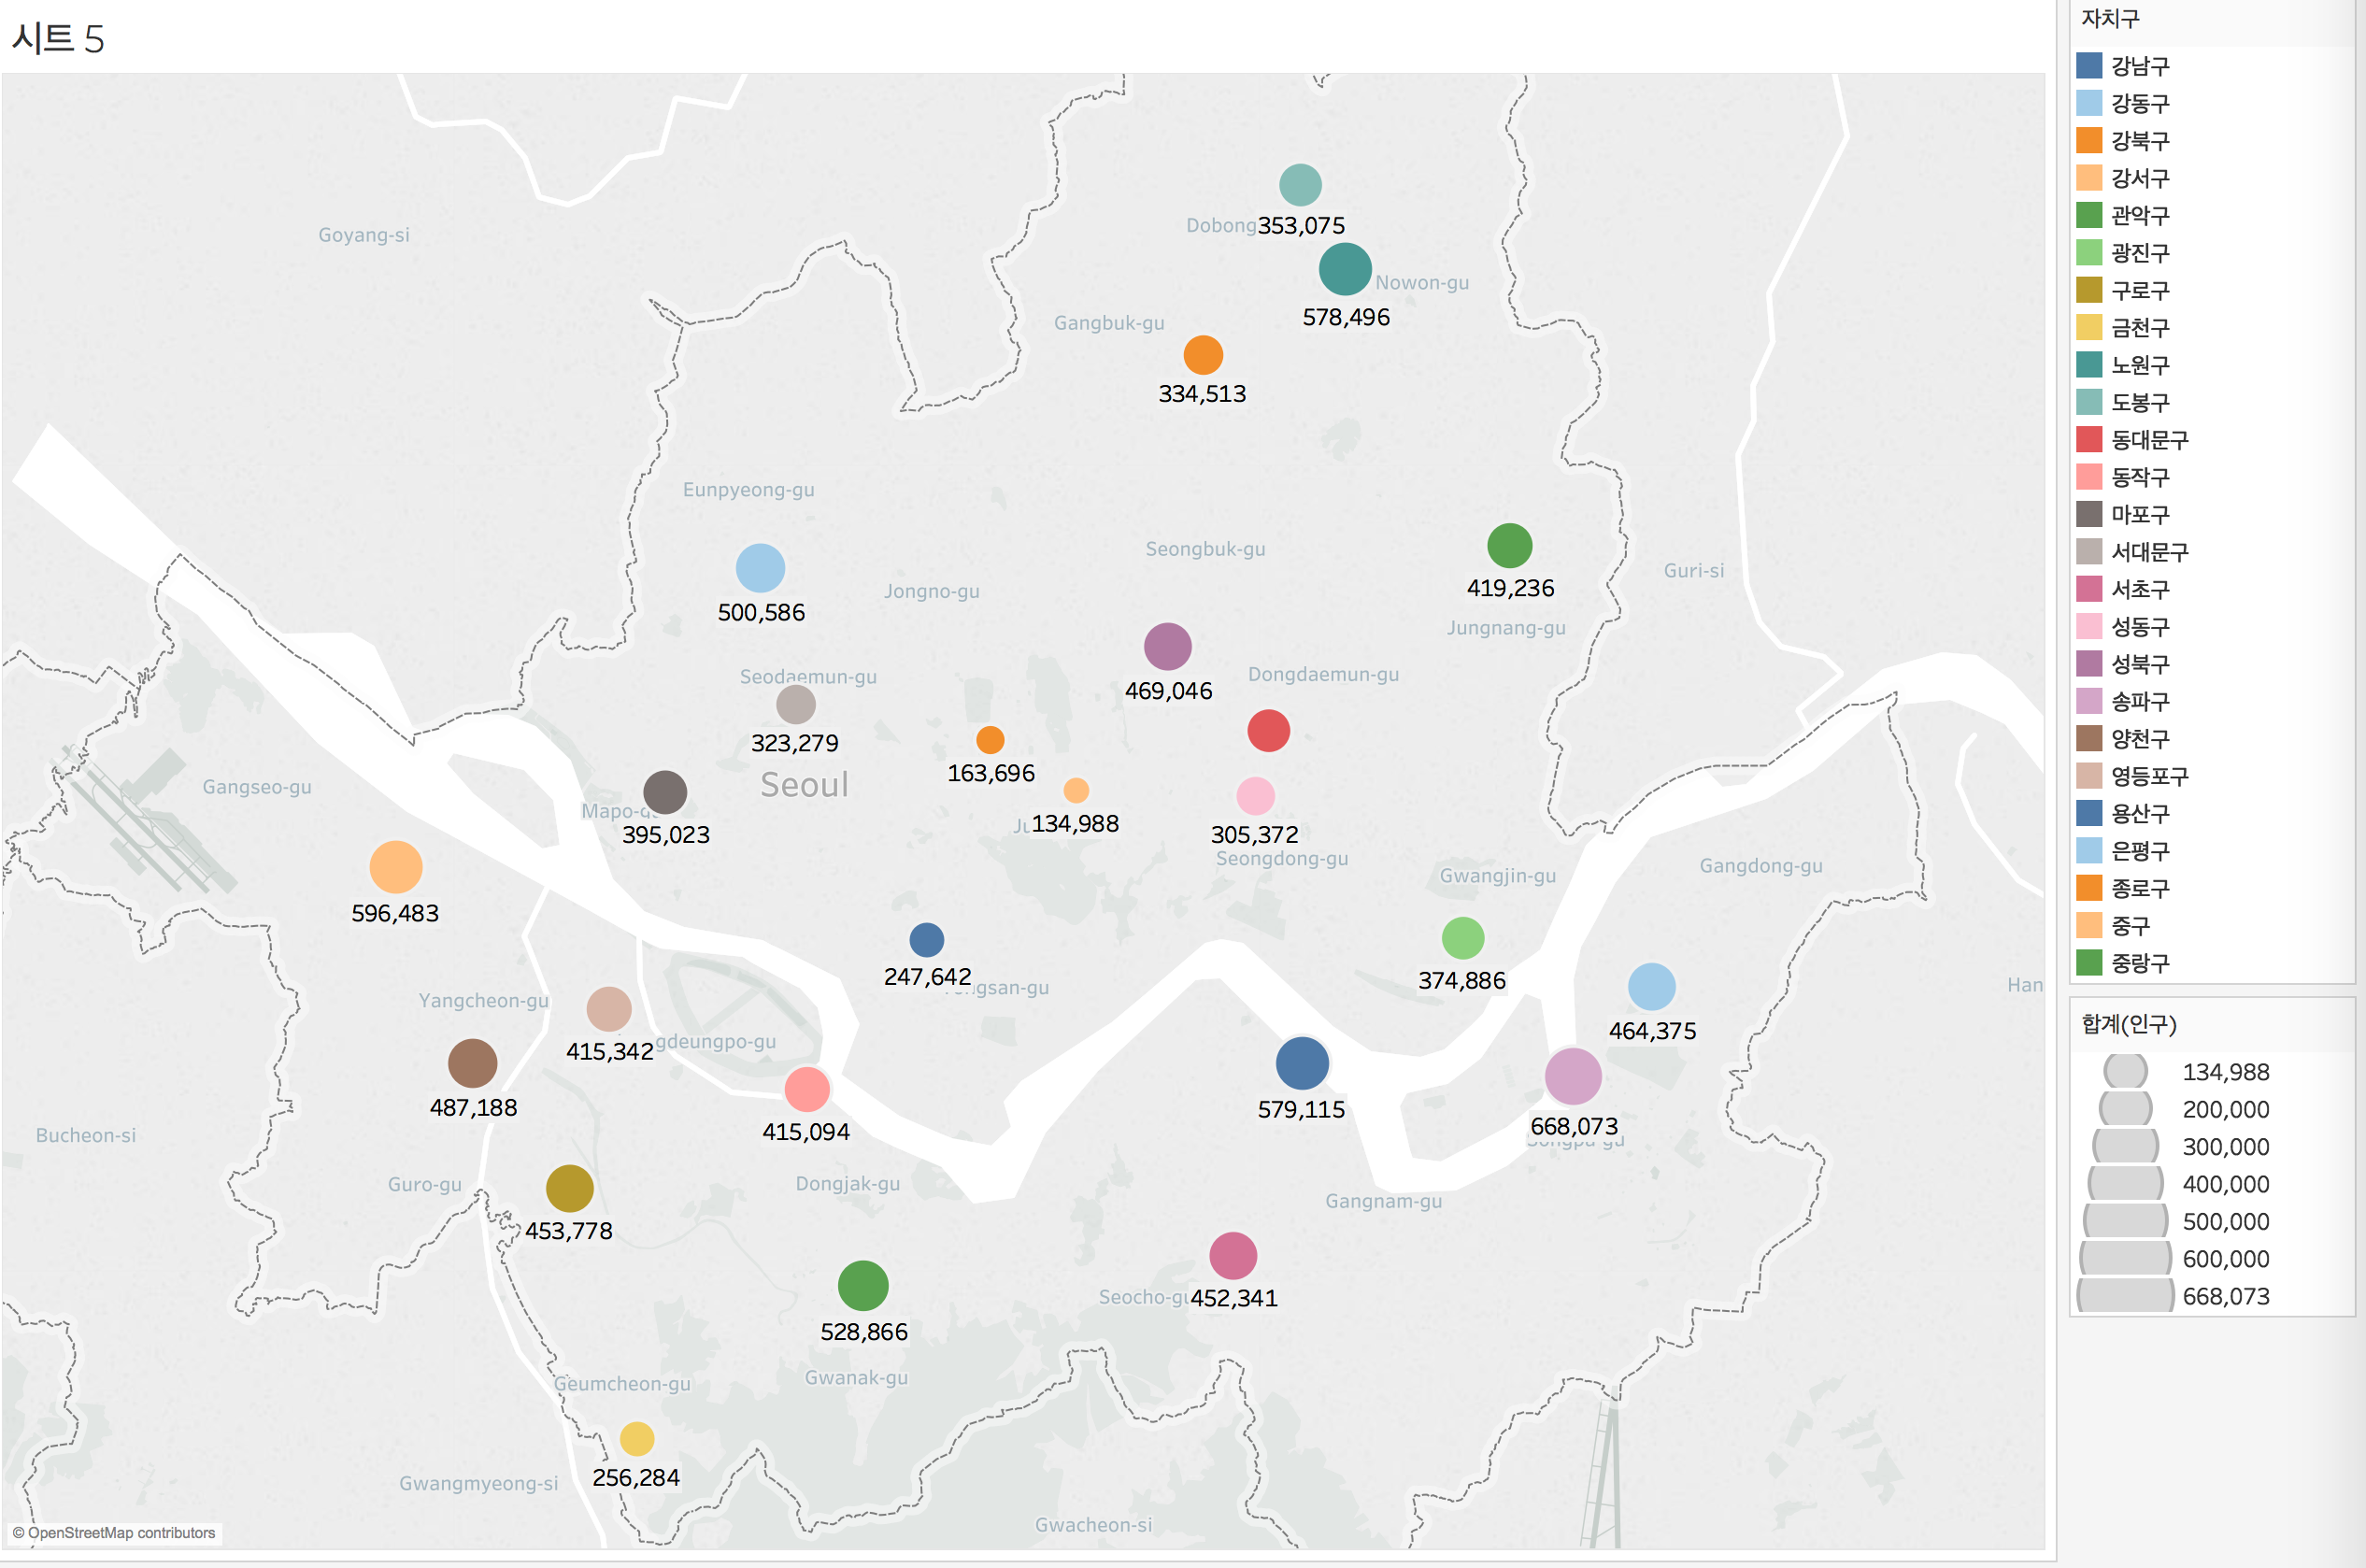 시트 5
Goyang-si
Dobong
353,075
Nowon-gu
578,496
Gangbuk-gu
334,513
Eunpyeong-gu
500,586
Jongno-gu
Seongbuk-gu
419,236
Guri-si
Jungnang-gu
469,046
Seodaemun-gu
323,279
Dongdaemun-gu
163,696
Seoul
Gangseo-gu
Mapo-g
395,023
134,988
305,372
Seongdong-gu
Gwangjin-gu
Gangdong-gu
596,483
247,642
ngsan-gu
374,886
Han
464,375
Yangcheon-gu
415,342
gdeungpo-gu
487,188
415,094
579,115
668,073
Songpa-gu
Bucheon-si
Guro-gu
453,778
Dongjak-gu
Gangnam-gu
528,866
Seocho-gu
452,341
Gwanak-gu
Geumcheon-gu
256,284
Gwangmyeong-si
Gwacheon-si
© OpenStreetMap contributors
자치구
강남구
강동구
강북구
강서구
관악구
광진구
구로구
금천구
노원구
도봉구
동대문구
동작구
마포구
서대문구
서초구
성동구
성북구
송파구
양천구
영등포구
용산구
은평구
종로구
중구
중랑구
합계(인구)
134,988
200,000
300,000
400,000
500,000
600,000
668,073